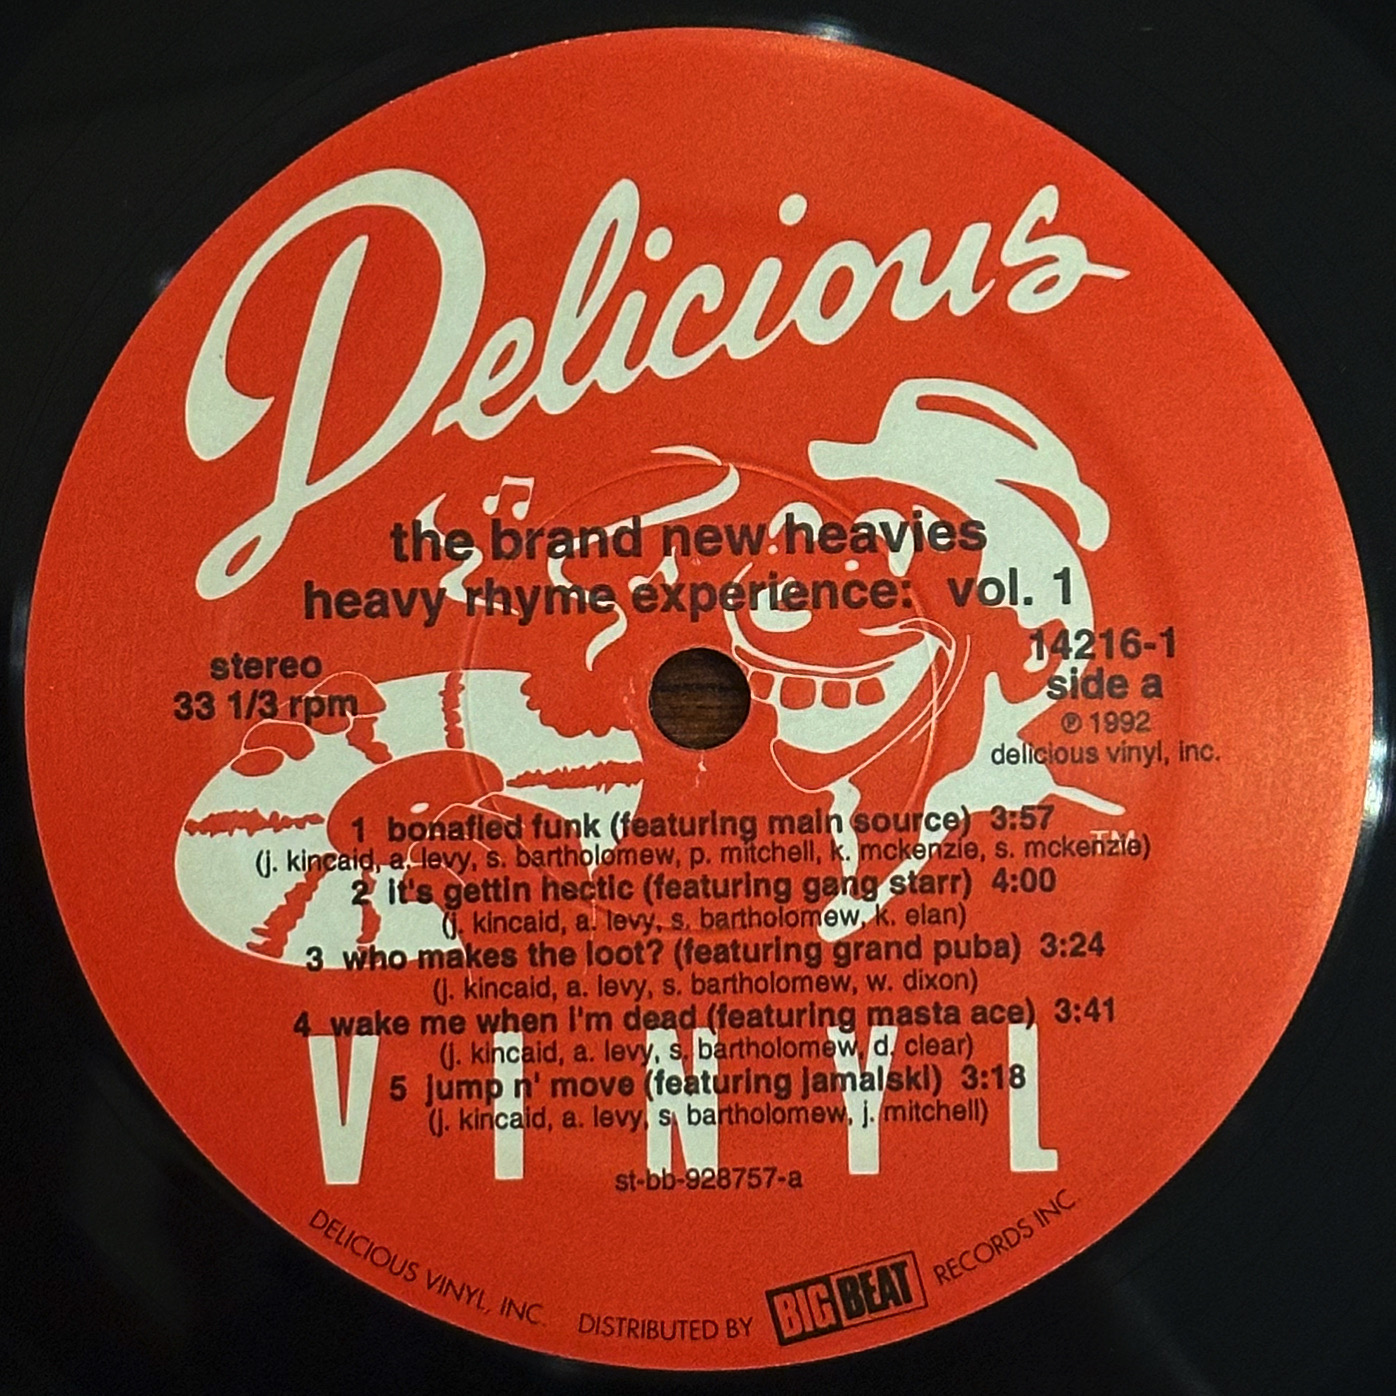 Delicious
the brand new heavies
heavy rhyme experience: vol. 1
stereo
33 1/3 rpm
14216-1
side a
℗ 1992
delicious vinyl, inc.
1 bonafied funk (featuring main source) 3:57
TM
(j. kincaid, a. levy, s. bartholomew, p. mitchell, k. mckenzie, s. mckenzie)
2 it's gettin hectic (featuring gang starr) 4:00
(j. kincaid, a. levy, s. bartholomew, k. elan)
3 who makes the loot? (featuring grand puba) 3:24
(j. kincaid, a. levy, s. bartholomew, w. dixon)
4 wake me when i'm dead (featuring masta ace) 3:41
(j. kincaid, a. levy, s. bartholomew, d. clear)
5 jump n' move (featuring jamalski) 3:18
(j. kincaid, a. levy, s. bartholomew, j. mitchell)
VINYL
st-bb-928757-a
DELICIOUS VINYL, INC. DISTRIBUTED BY BIG BEAT RECORDS INC.